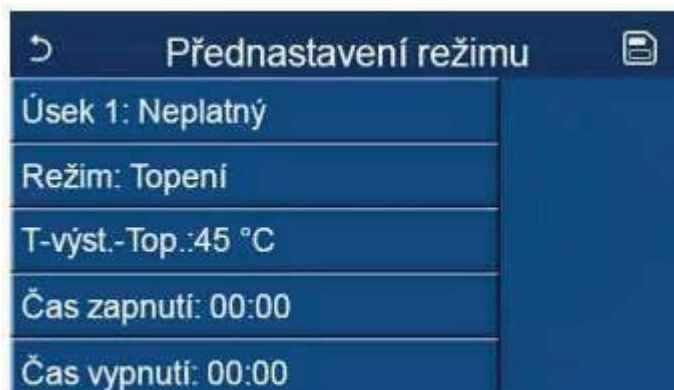 Přednastavení režimu
Úsek 1: Neplatný
Režim: Topení
T-výst.-Top.:45 °C
Čas zapnutí: 00:00
Čas vypnutí: 00:00